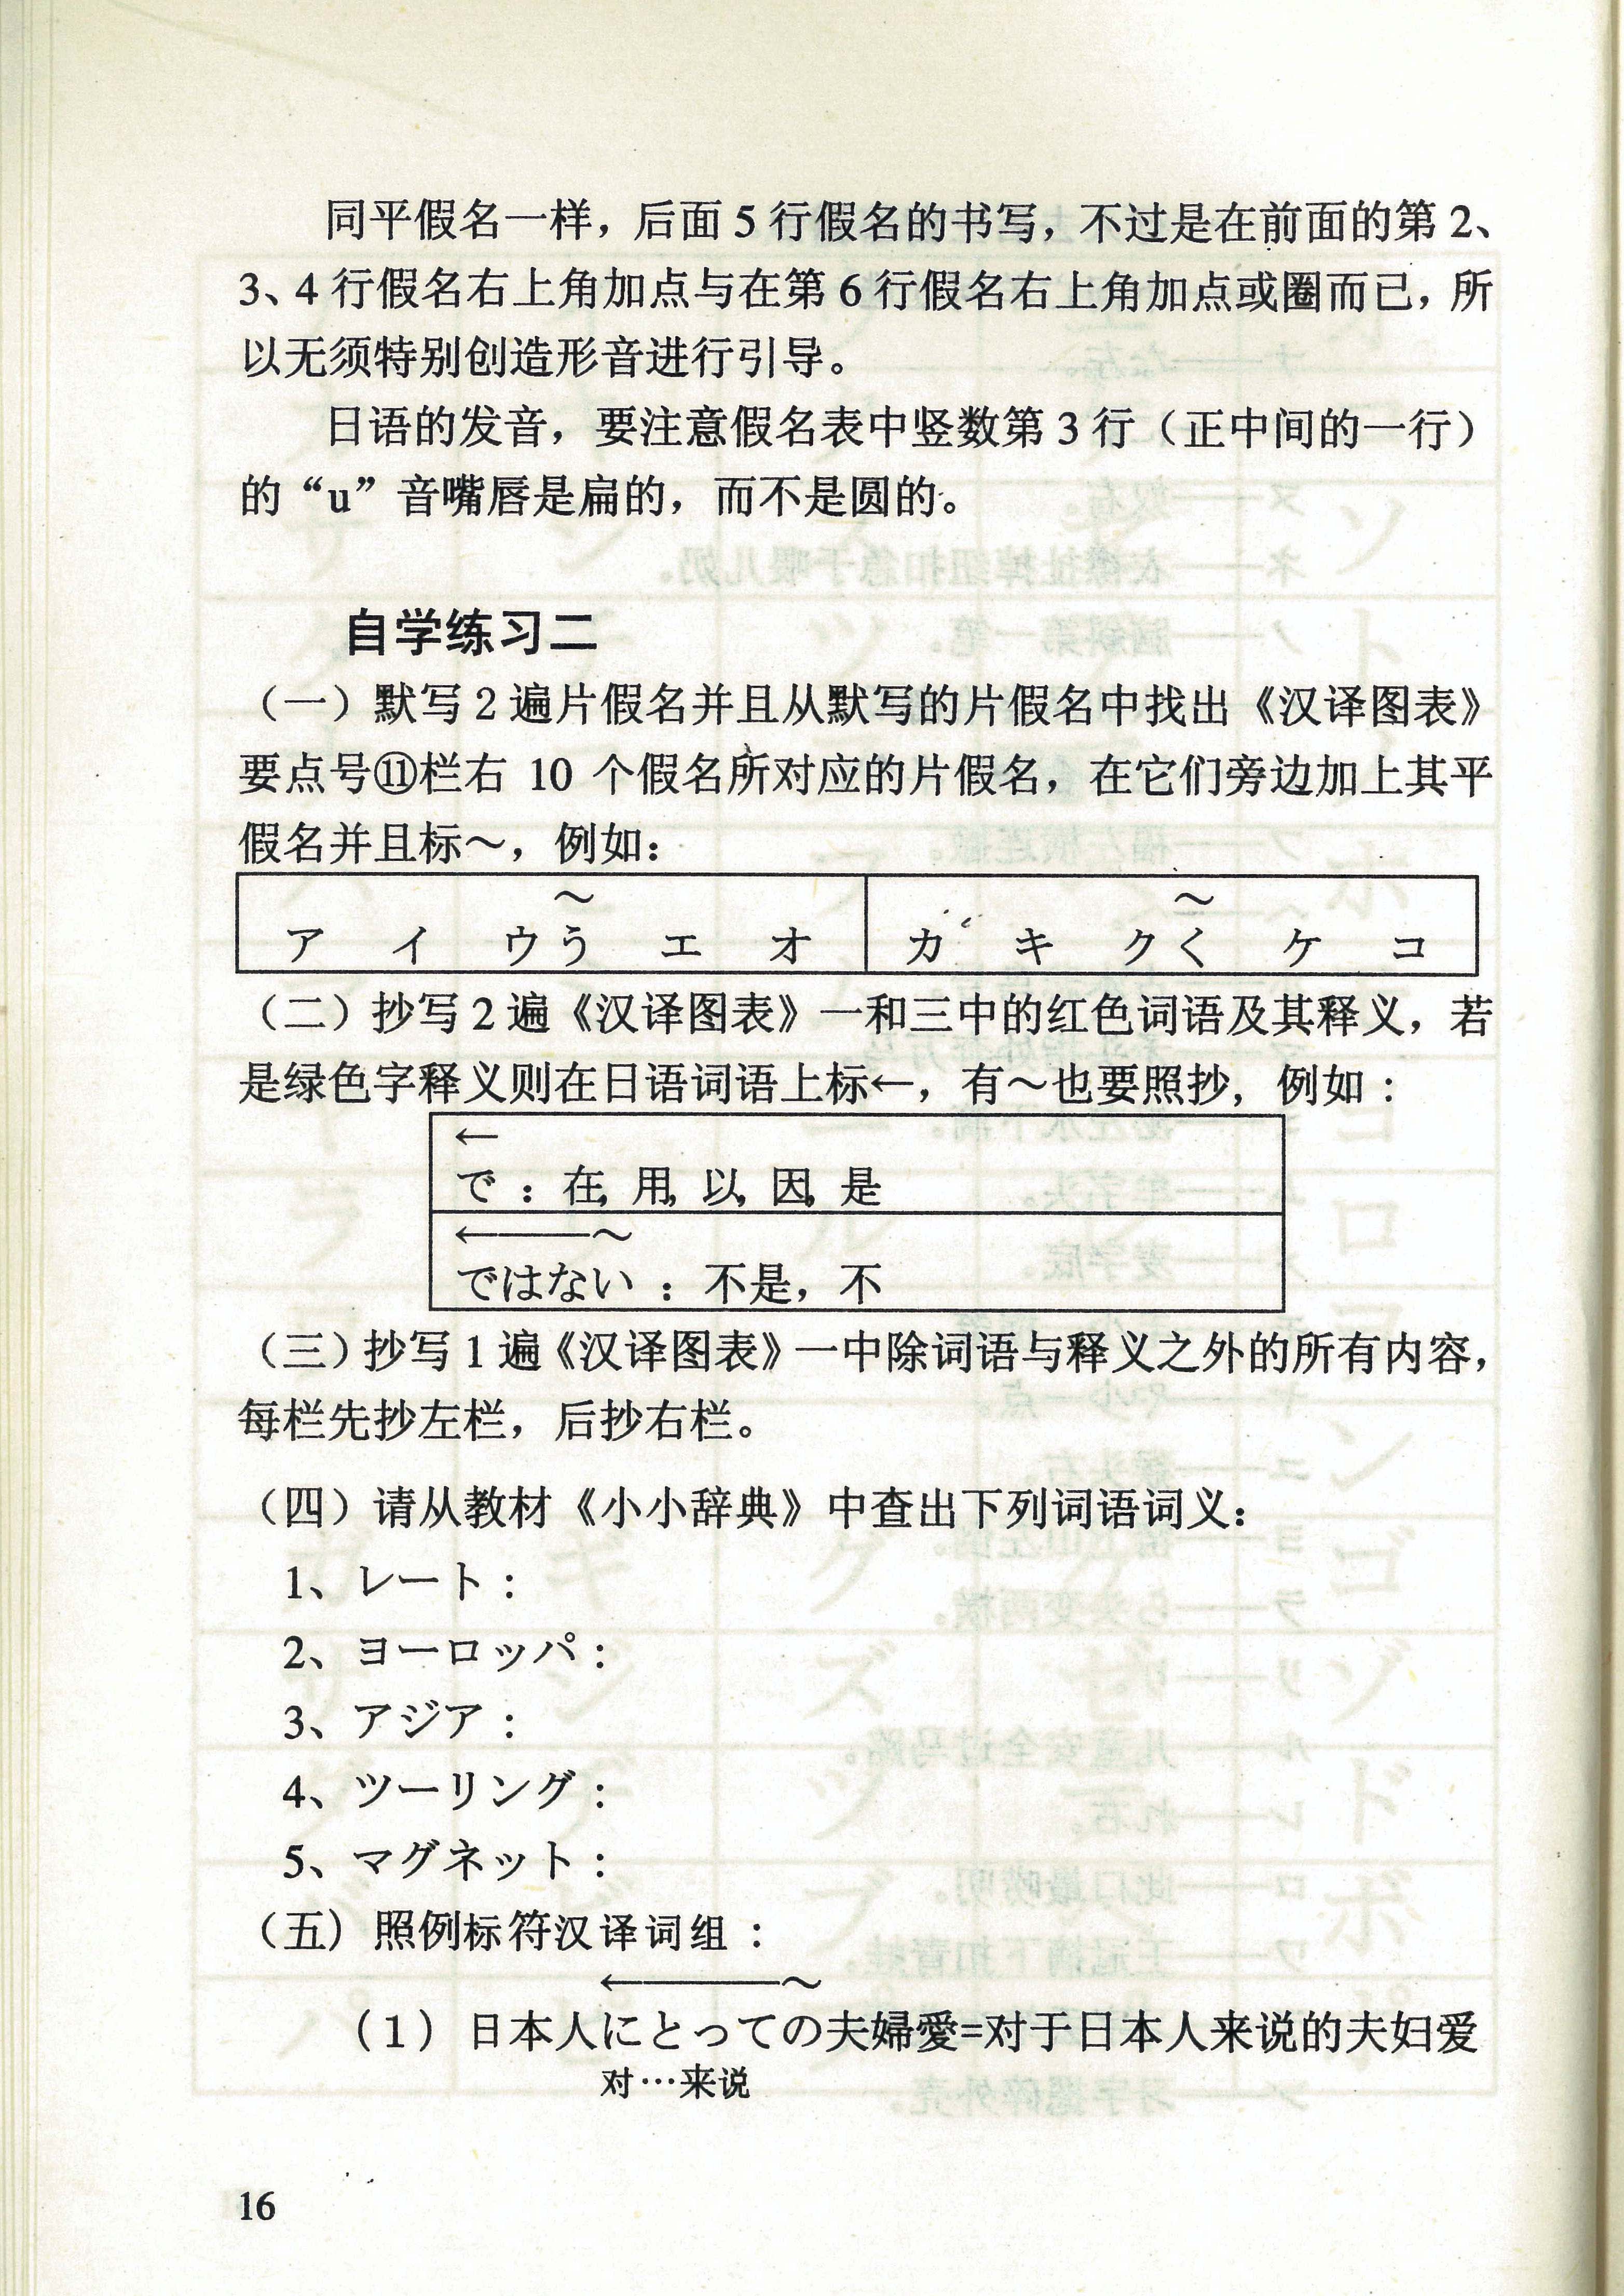 同平假名一样，后面5行假名的书写，不过是在前面的第2、
3、4行假名右上角加点与在第6行假名右上角加点或圈而已，所
以无须特别创造形音进行引导。
日语的发音，要注意假名表中竖数第3行（正中间的一行）
的“u”音嘴唇是扁的，而不是圆的。
自学练习二
（一）默写2遍片假名并且从默写的片假名中找出《汉译图表》
要点号⑪栏右 10 个假名所对应的片假名，在它们旁边加上其平
假名并且标～，例如：
～ ～
ア イ ウう エ オ カ キ クく ケ コ
（二）抄写2遍《汉译图表》一和三中的红色词语及其释义，若
是绿色字释义则在日语词语上标←，有～也要照抄，例如：
←
で：在，用，以，因，是
←——～
ではない：不是，不
（三）抄写1遍《汉译图表》一中除词语与释义之外的所有内容，
每栏先抄左栏，后抄右栏。
（四）请从教材《小小辞典》中查出下列词语词义：
1、レート：
2、ヨーロッパ：
3、アジア：
4、ツーリング：
5、マグネット：
（五）照例标符汉译词组：
←———～
（1）日本人にとっての夫婦愛=对于日本人来说的夫妇爱
对…来说
16